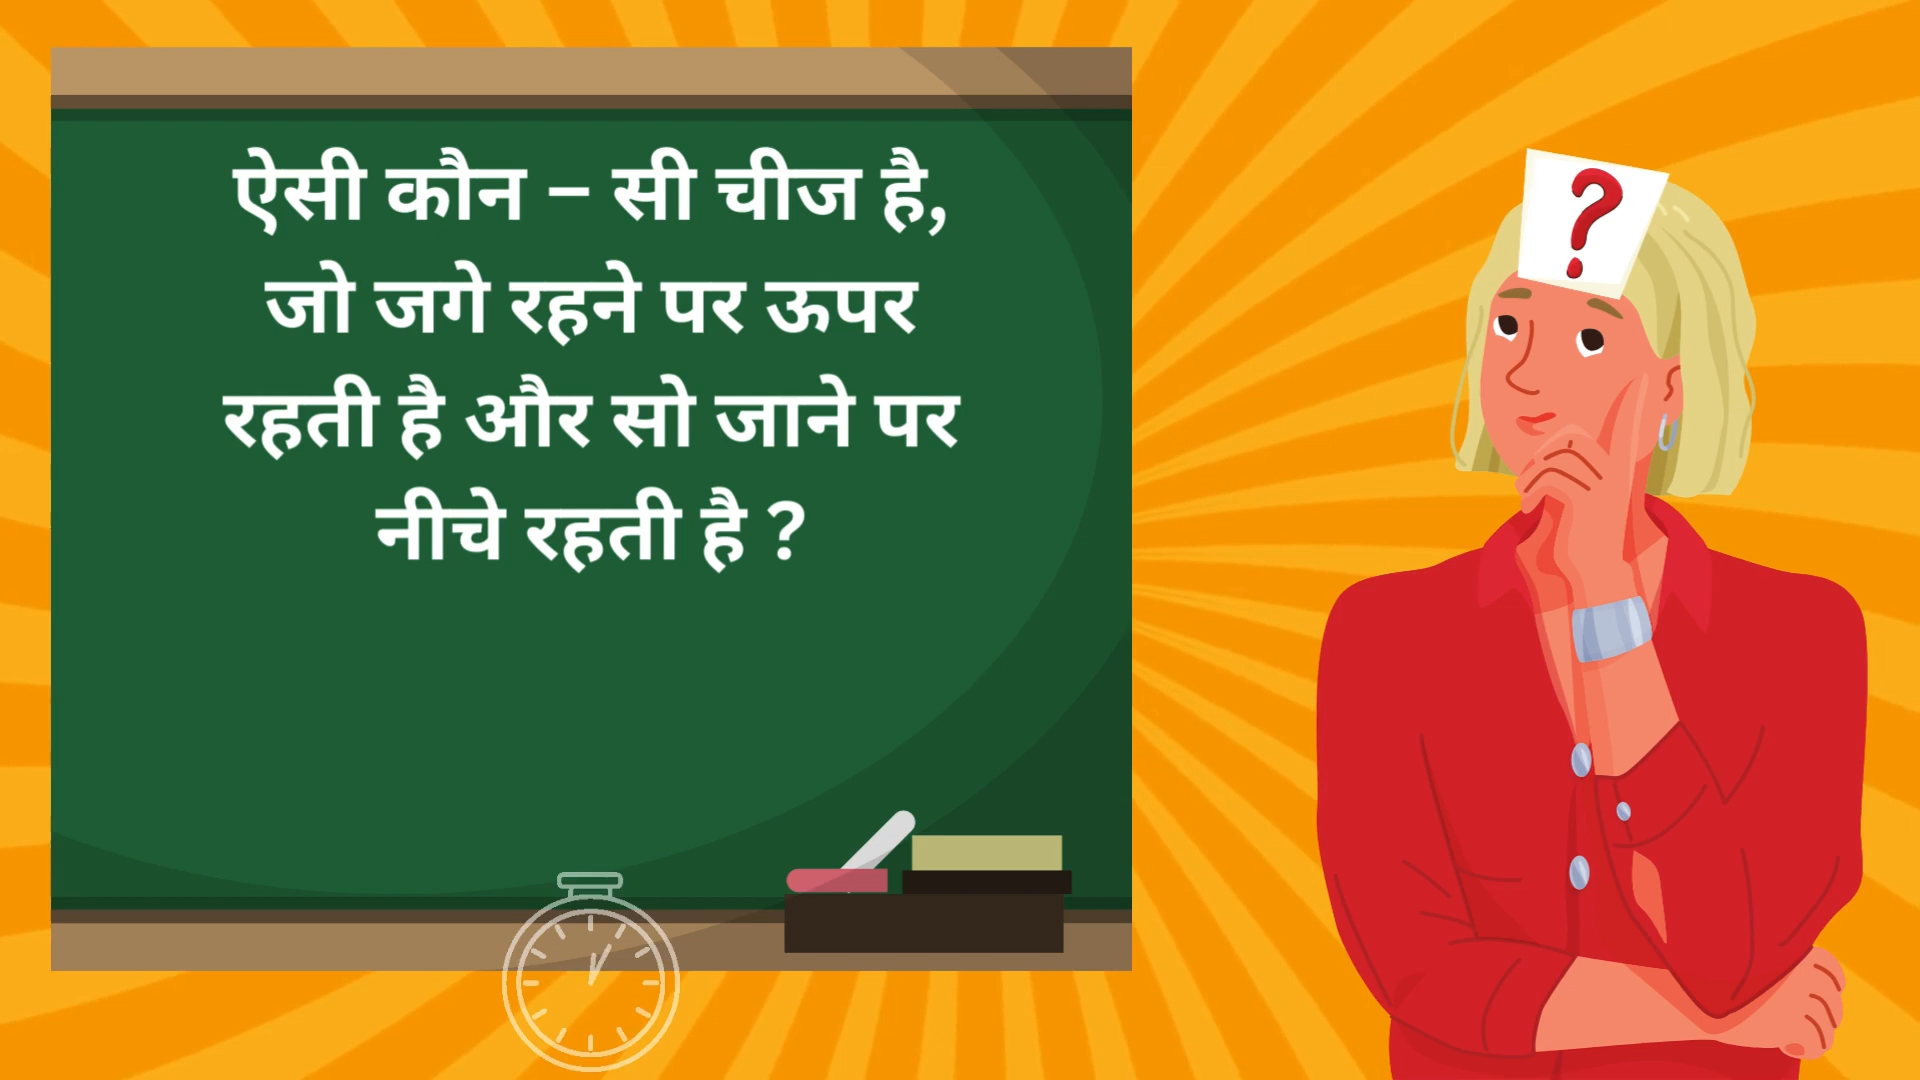 ऐसी कौन – सी चीज है,
जो जगे रहने पर ऊपर
रहती है और सो जाने पर
नीचे रहती है ?
?